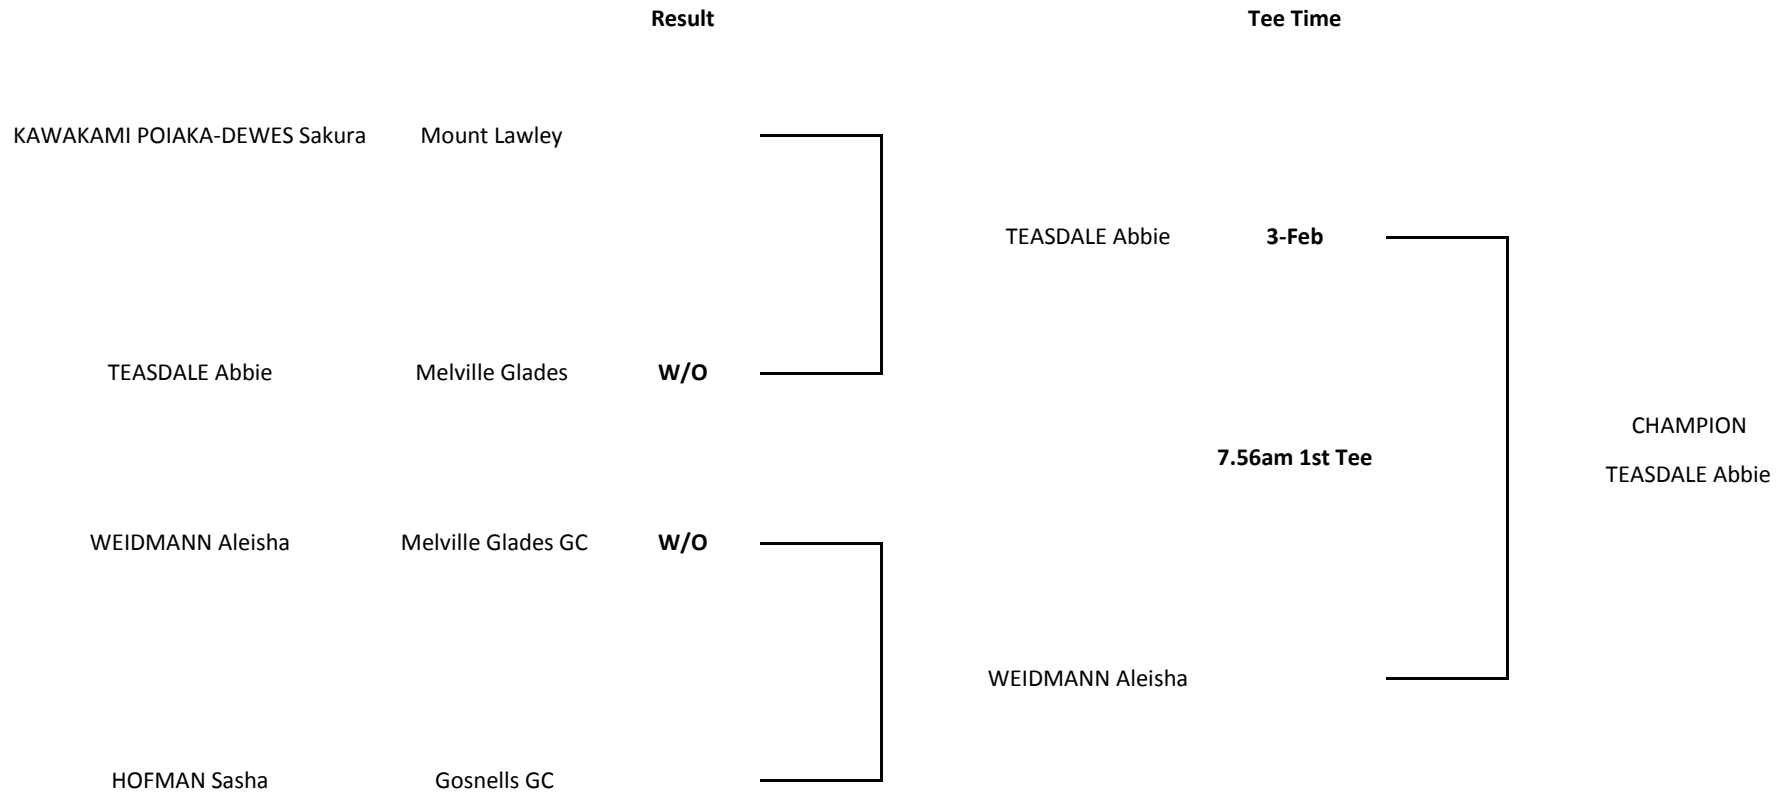 Result Tee Time
KAWAKAMI POIAKA-DEWES Sakura Mount Lawley
TEASDALE Abbie 3-Feb
TEASDALE Abbie Melville Glades W/O
CHAMPION
7.56am 1st Tee
TEASDALE Abbie
WEIDMANN Aleisha Melville Glades GC W/O
WEIDMANN Aleisha
HOFMAN Sasha Gosnells GC